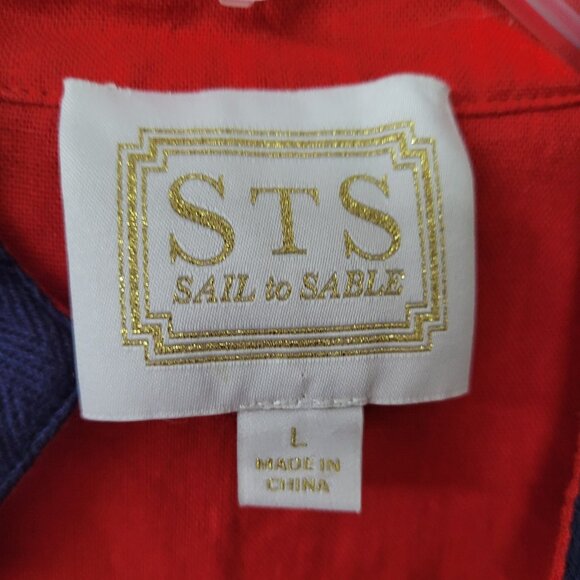 STS
SAIL to SABLE
L
MADE IN
CHINA